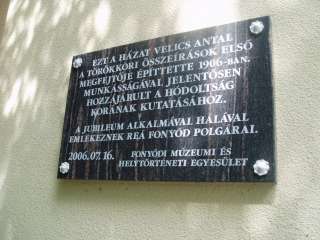 EZT A HÁZAT VELICS ANTAL
A TÖRÖKKORI ÖSSZEÍRÁSOK ELSŐ
MEGFEJTŐJE ÉPÍTTETTE 1906-BAN.
MUNKÁSSÁGÁVAL JELENTŐSEN
HOZZÁJÁRULT A HÓDOLTSÁG
KORÁNAK KUTATÁSÁHOZ.
A JUBILEUM ALKALMÁVAL HÁLÁVAL
EMLÉKEZNEK REÁ FONYÓD POLGÁRAI.
2006.07.16. FONYÓDI MÚZEUMI ÉS
HELYTÖRTÉNETI EGYESÜLET